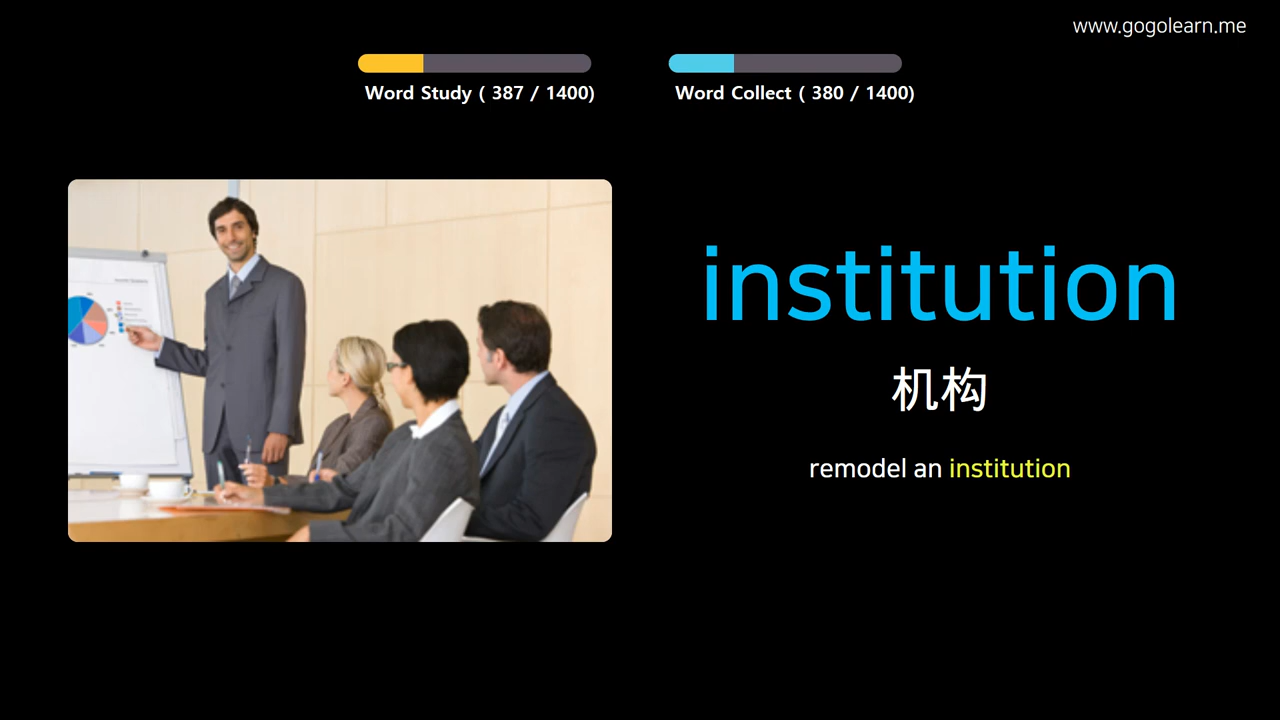 www.gogolearn.me
Word Study ( 387 / 1400)
Word Collect ( 380 / 1400)
institution
机构
remodel an institution